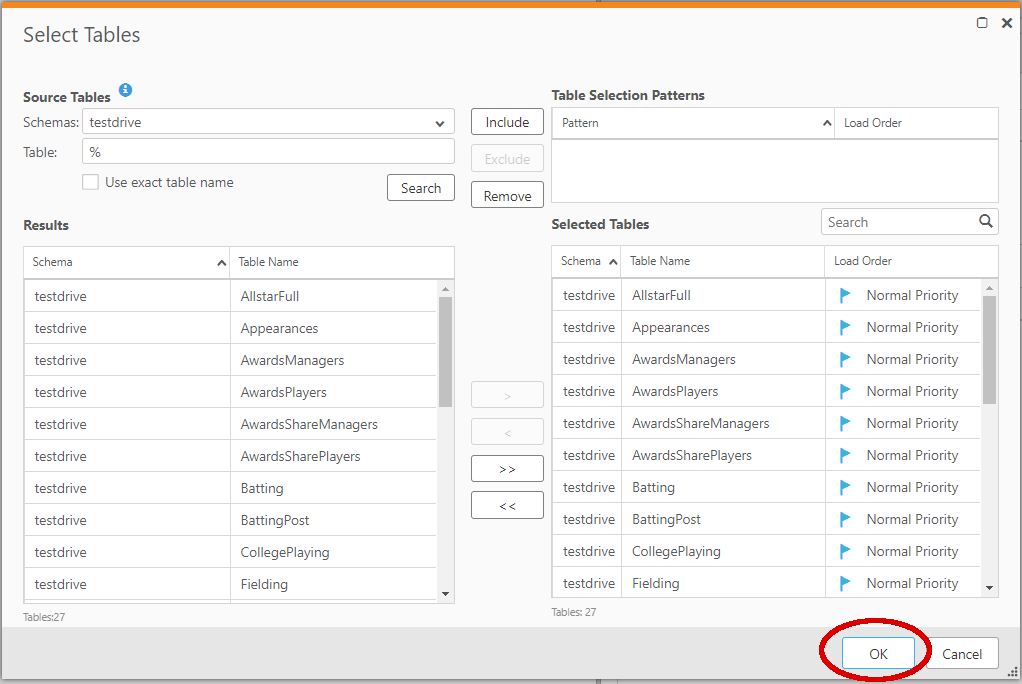 Select Tables
Source Tables
Schemas: testdrive
Table: %
Use exact table name
Search
Results
Schema Table Name
testdrive AllstarFull
testdrive Appearances
testdrive AwardsManagers
testdrive AwardsPlayers
testdrive AwardsShareManagers
testdrive AwardsSharePlayers
testdrive Batting
testdrive BattingPost
testdrive CollegePlaying
testdrive Fielding
Tables:27
Include
Exclude
Remove
>
<
>>
<<
Table Selection Patterns
Pattern Load Order
Selected Tables
Search
Schema Table Name Load Order
testdrive AllstarFull Normal Priority
testdrive Appearances Normal Priority
testdrive AwardsManagers Normal Priority
testdrive AwardsPlayers Normal Priority
testdrive AwardsShareManagers Normal Priority
testdrive AwardsSharePlayers Normal Priority
testdrive Batting Normal Priority
testdrive BattingPost Normal Priority
testdrive CollegePlaying Normal Priority
testdrive Fielding Normal Priority
Tables: 27
OK Cancel